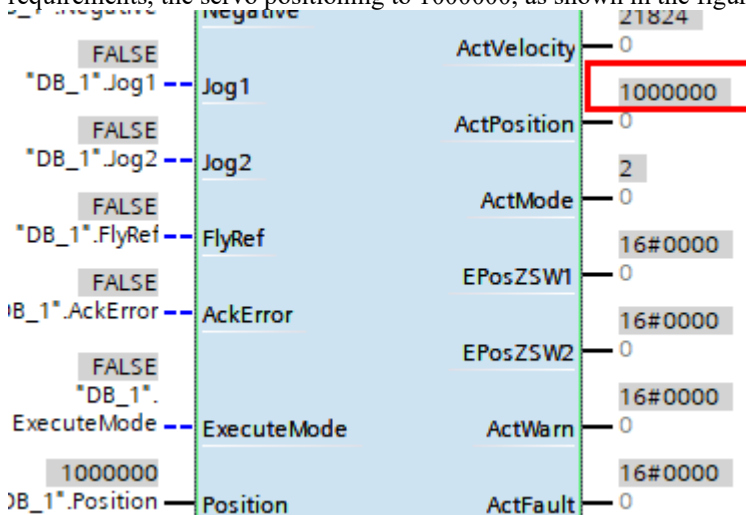 requirements, the servo positioning to 1000000, as shown in the figur
Negative
21824
ActVelocity 0
FALSE
"DB_1".Jog1 Jog1
1000000
ActPosition 0
FALSE
"DB_1".Jog2 Jog2
2
ActMode 0
FALSE
"DB_1".FlyRef FlyRef
16#0000
EPosZSW1 0
FALSE
B_1".AckError AckError
16#0000
EPosZSW2 0
FALSE
"DB_1".
ExecuteMode ExecuteMode
16#0000
ActWarn 0
1000000
DB_1".Position Position
16#0000
ActFault 0